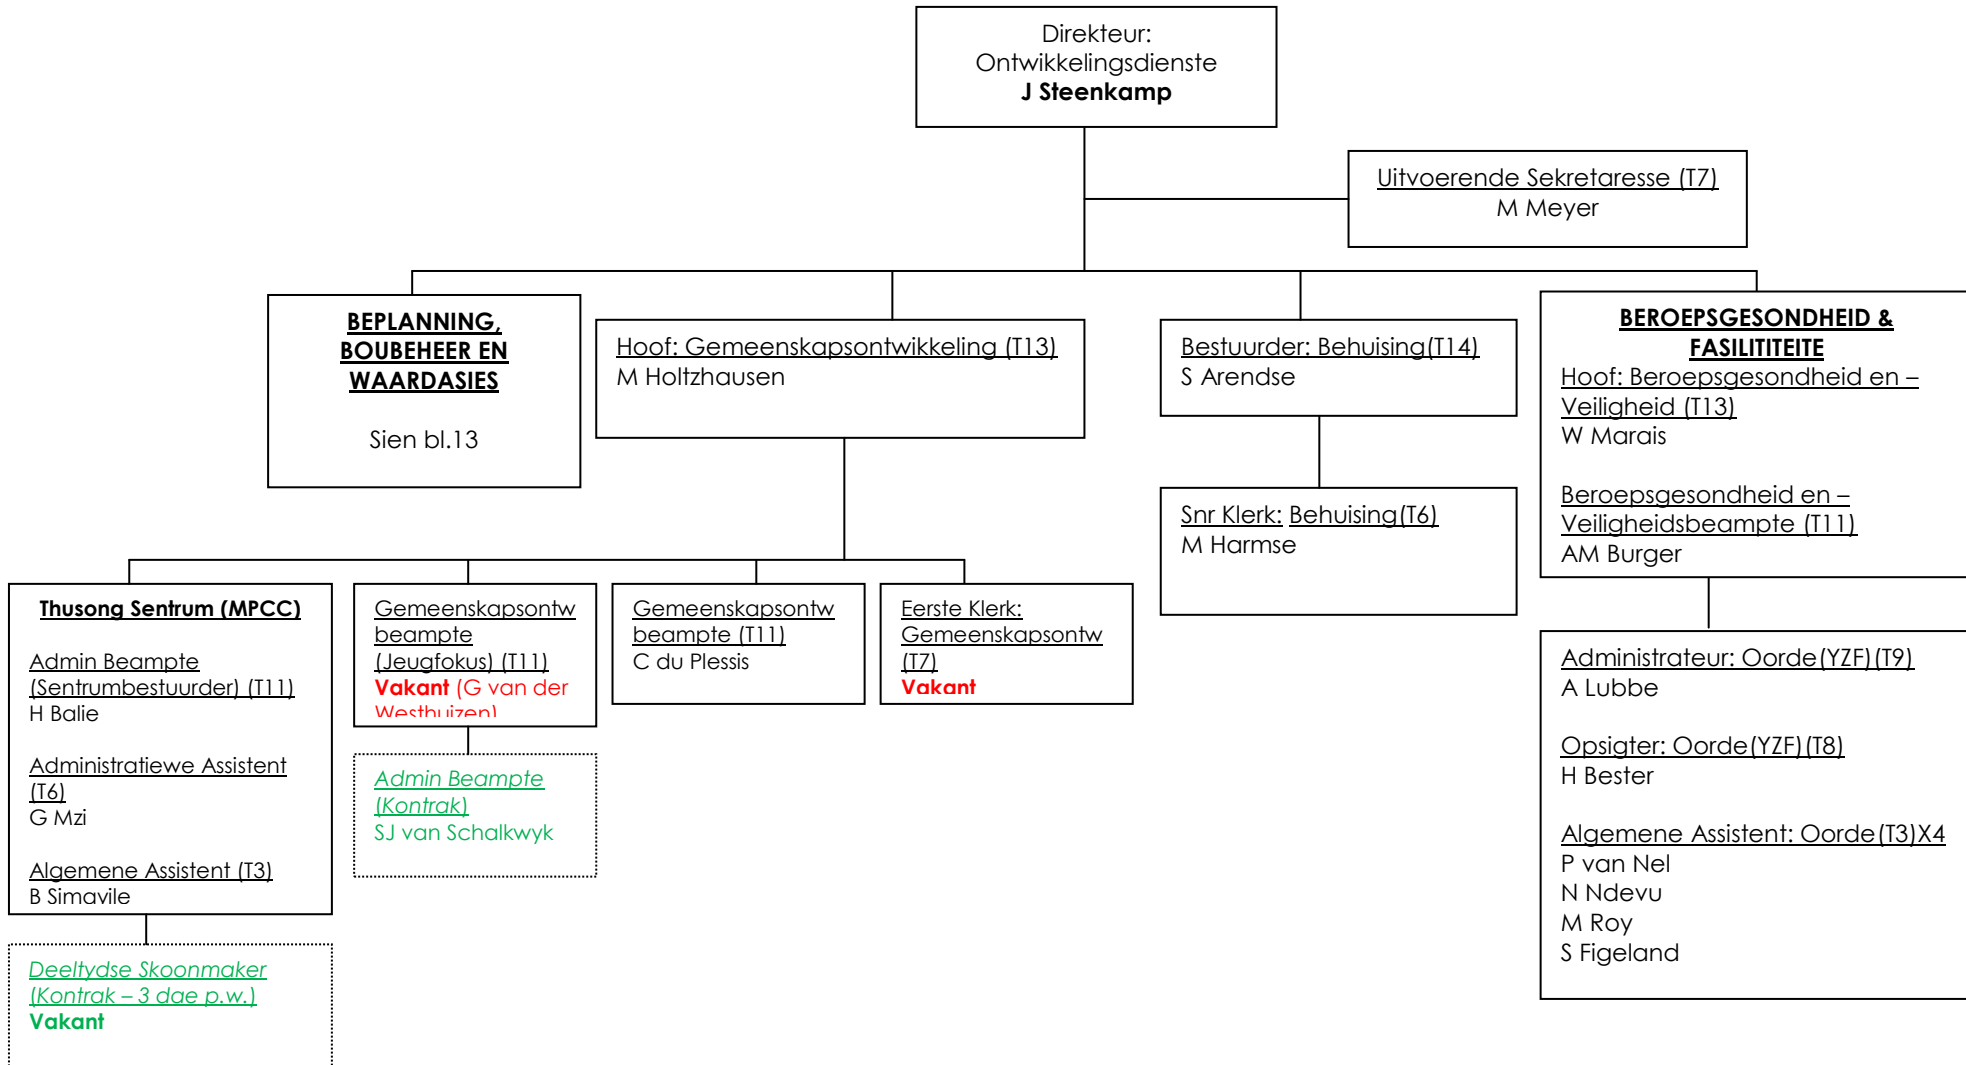 Direkteur:
Ontwikkelingsdienste
J Steenkamp
Uitvoerende Sekretaresse (T7)
M Meyer
BEPLANNING,
BOUBEHEER EN
WAARDASIES
Sien bl.13
Hoof: Gemeenskapsontwikkeling (T13)
M Holtzhausen
Bestuurder: Behuising(T14)
S Arendse
BEROEPSGESONDHEID &
FASILITITEITE
Hoof: Beroepsgesondheid en –
Veiligheid (T13)
W Marais
Beroepsgesondheid en –
Veiligheidsbeampte (T11)
AM Burger
Snr Klerk: Behuising(T6)
M Harmse
Thusong Sentrum (MPCC)
Admin Beampte
(Sentrumbestuurder) (T11)
H Balie
Administratiewe Assistent
(T6)
G Mzi
Algemene Assistent (T3)
B Simavile
Gemeenskapsontw
beampte
(Jeugfokus) (T11)
Vakant (G van der
Westhuizen)
Gemeenskapsontw
beampte (T11)
C du Plessis
Eerste Klerk:
Gemeenskapsontw
(T7)
Vakant
Administrateur: Oorde(YZF)(T9)
A Lubbe
Opsigter: Oorde(YZF)(T8)
H Bester
Algemene Assistent: Oorde(T3)X4
P van Nel
N Ndevu
M Roy
S Figeland
Admin Beampte
(Kontrak)
SJ van Schalkwyk
Deeltydse Skoonmaker
(Kontrak – 3 dae p.w.)
Vakant